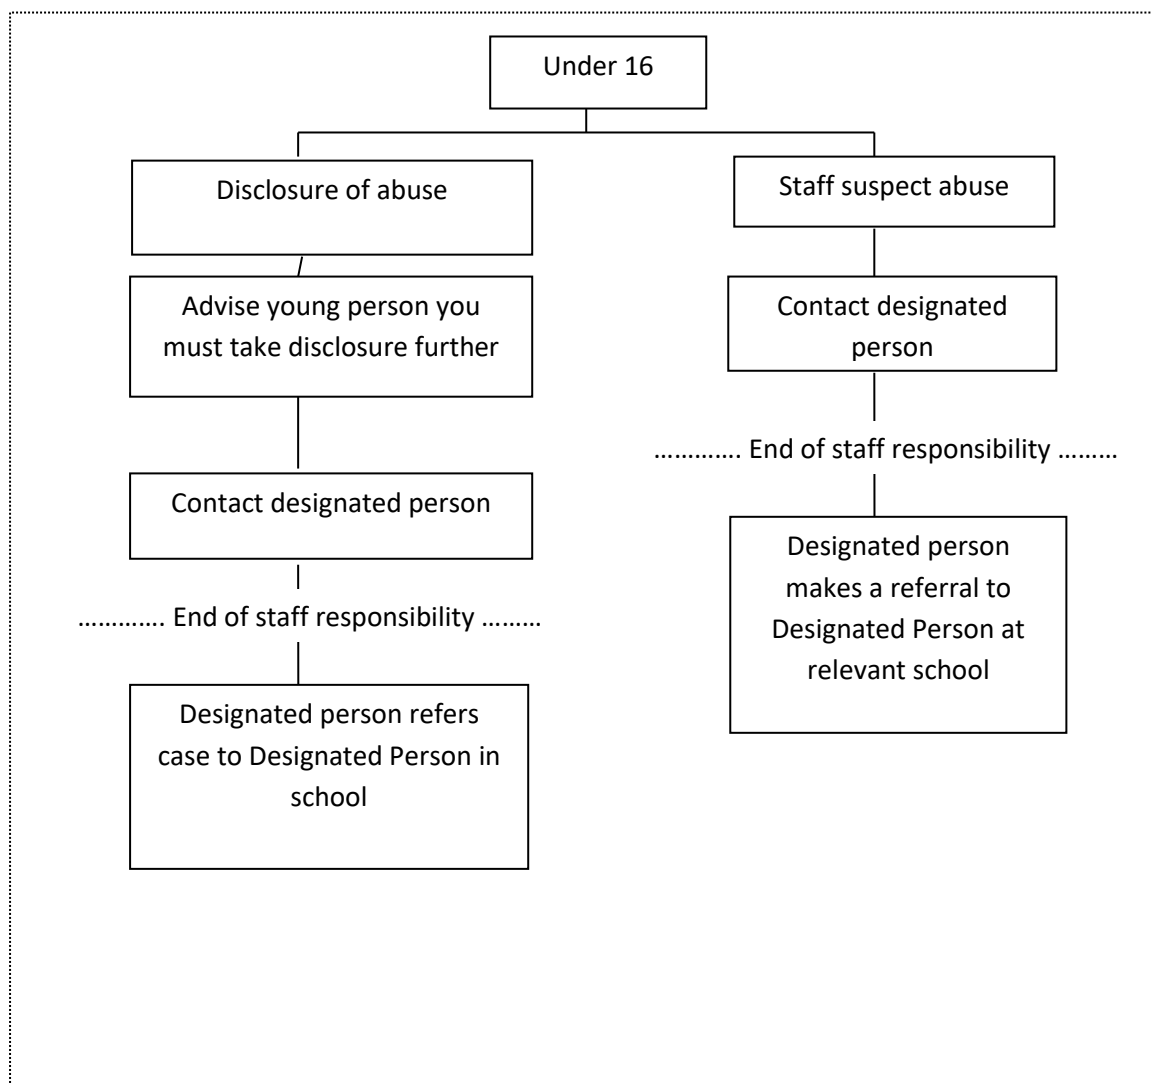 Under 16
Disclosure of abuse
Advise young person you
must take disclosure further
Contact designated person
…………. End of staff responsibility ………
Designated person refers
case to Designated Person in
school
Staff suspect abuse
Contact designated
person
…………. End of staff responsibility ………
Designated person
makes a referral to
Designated Person at
relevant school